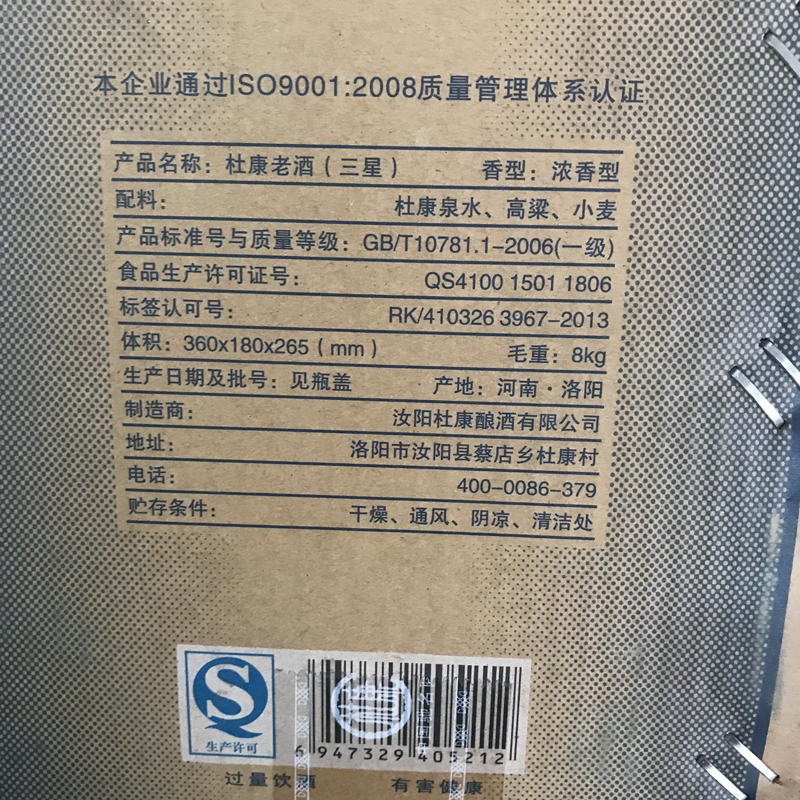 本企业通过ISO9001:2008质量管理体系认证
产品名称：杜康老酒（三星） 香型：浓香型
配料： 杜康泉水、高粱、小麦
产品标准号与质量等级：GB/T10781.1-2006(一级)
食品生产许可证号： QS4100 1501 1806
标签认可号： RK/410326 3967-2013
体积：360x180x265（mm） 毛重：8kg
生产日期及批号：见瓶盖 产地：河南·洛阳
制造商： 汝阳杜康酿酒有限公司
地址： 洛阳市汝阳县蔡店乡杜康村
电话： 400-0086-379
贮存条件： 干燥、通风、阴凉、清洁处
生产许可
6 947329 405212
过量饮酒 有害健康